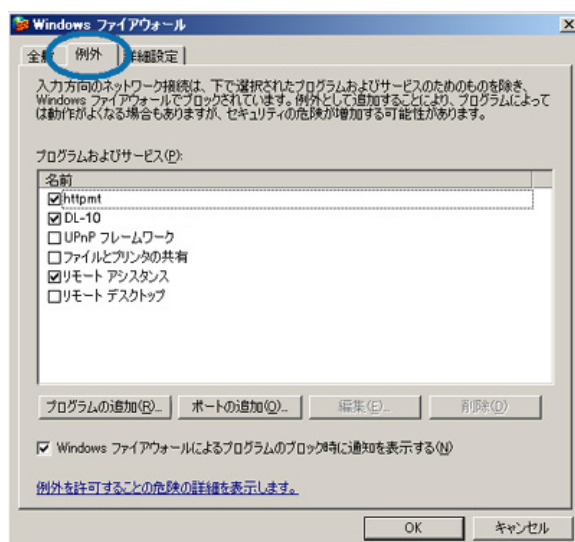 Windows ファイアウォール
全般 例外 詳細設定
入力方向のネットワーク接続は、下で選択されたプログラムおよびサービスのためのものを除き、
Windows ファイアウォールでブロックされています。例外として追加することにより、プログラムによって
は動作がよくなる場合もありますが、セキュリティの危険が増加する可能性があります。
プログラムおよびサービス(P):
名前
httpmt
DL-10
UPnP フレームワーク
ファイルとプリンタの共有
リモート アシスタンス
リモート デスクトップ
プログラムの追加(R)... ポートの追加(O)... 編集(E)... 削除(D)
Windows ファイアウォールによるプログラムのブロック時に通知を表示する(N)
例外を許可することの危険の詳細を表示します。
OK キャンセル